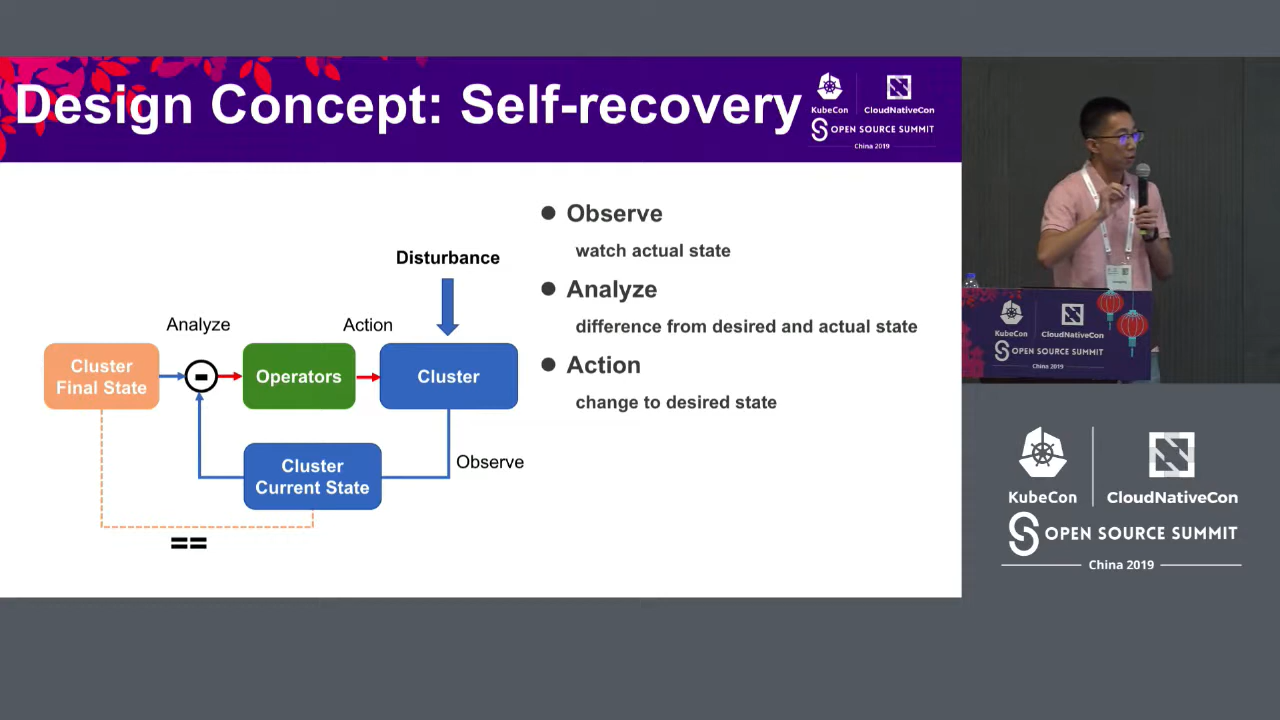 Design Concept: Self-recovery
KubeCon
CloudNativeCon
OPEN SOURCE SUMMIT
China 2019
Disturbance
Analyze
Action
Cluster
Final State
-
Operators
Cluster
Cluster
Current State
Observe
==
Observe
watch actual state
Analyze
difference from desired and actual state
Action
change to desired state
KubeCon
CloudNativeCon
OPEN SOURCE SUMMIT
China 2019
KubeCon
CloudNativeCon
OPEN SOURCE SUMMIT
China 2019